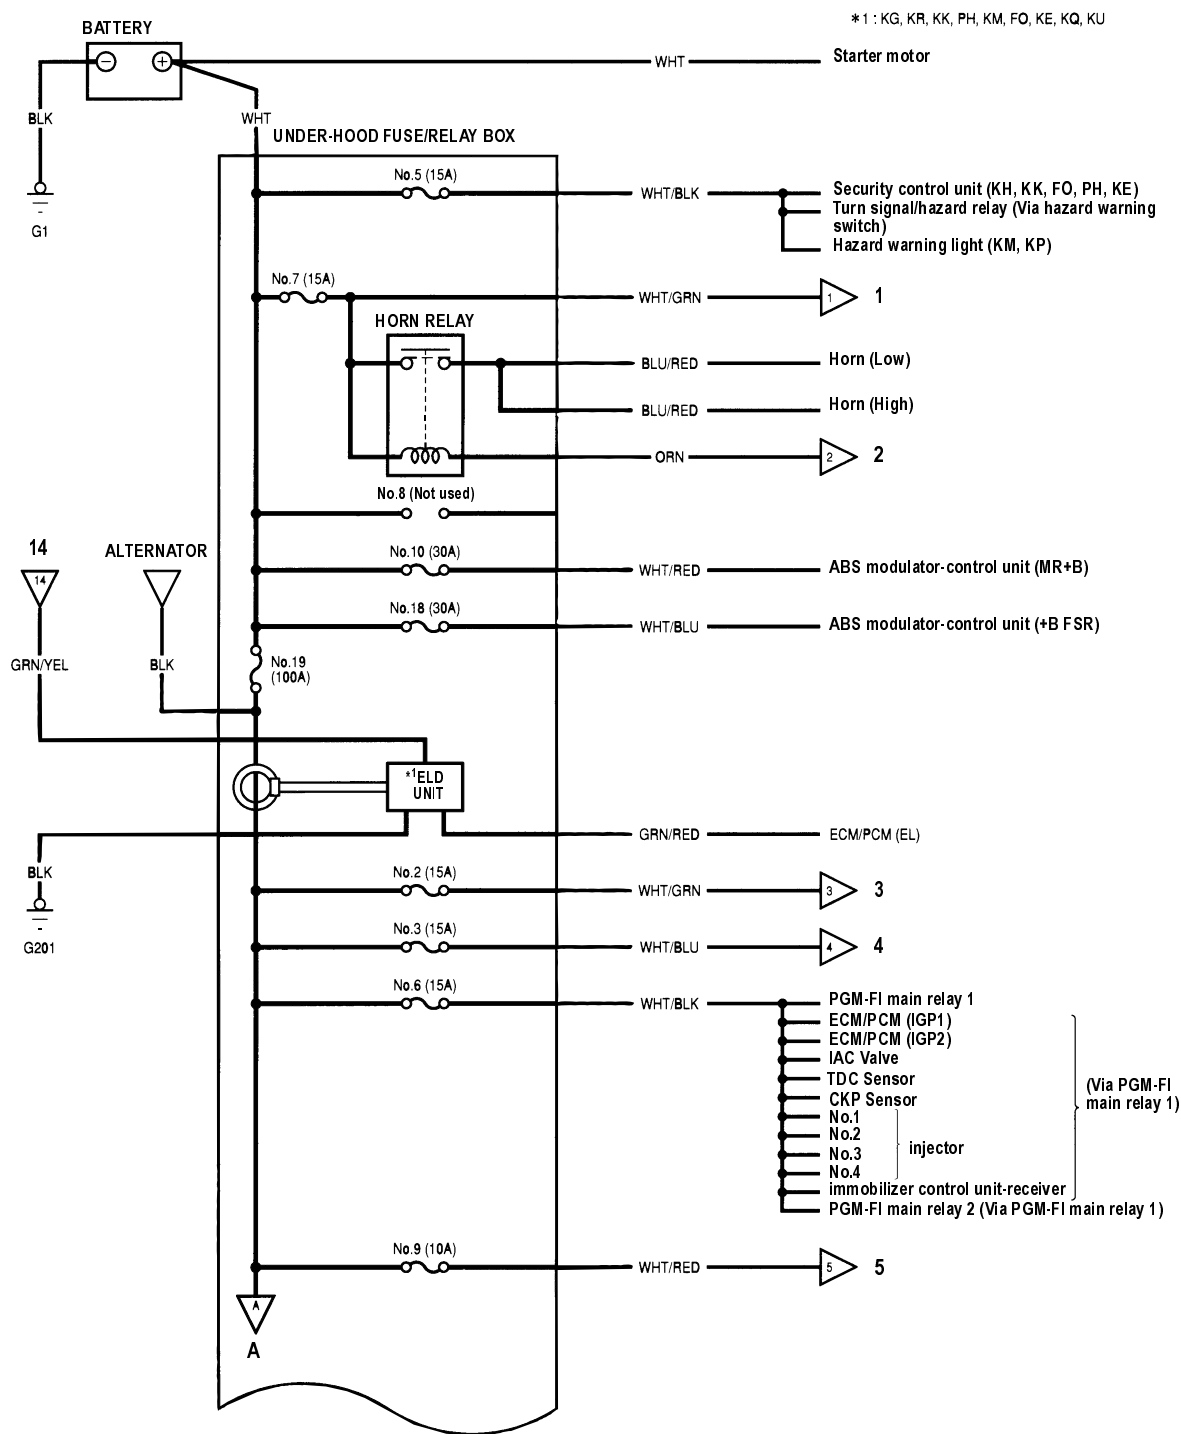 *1 : KG, KR, KK, PH, KM, FO, KE, KQ, KU
BATTERY
WHT
Starter motor
BLK
WHT
UNDER-HOOD FUSE/RELAY BOX
G1
No.5 (15A)
WHT/BLK
Security control unit (KH, KK, FO, PH, KE)
Turn signal/hazard relay (Via hazard warning
switch)
Hazard warning light (KM, KP)
No.7 (15A)
WHT/GRN
1
1
HORN RELAY
BLU/RED
Horn (Low)
BLU/RED
Horn (High)
ORN
2
2
No.8 (Not used)
14
14
ALTERNATOR
No.10 (30A)
WHT/RED
ABS modulator-control unit (MR+B)
No.18 (30A)
WHT/BLU
ABS modulator-control unit (+B FSR)
GRN/YEL
BLK
No.19
(100A)
*1ELD
UNIT
GRN/RED
ECM/PCM (EL)
BLK
G201
No.2 (15A)
WHT/GRN
3
3
No.3 (15A)
WHT/BLU
4
4
No.6 (15A)
WHT/BLK
PGM-FI main relay 1
ECM/PCM (IGP1)
ECM/PCM (IGP2)
IAC Valve
TDC Sensor
CKP Sensor
No.1
No.2
No.3
No.4
injector
immobilizer control unit-receiver
(Via PGM-FI
main relay 1)
PGM-FI main relay 2 (Via PGM-FI main relay 1)
No.9 (10A)
WHT/RED
5
5
A
A